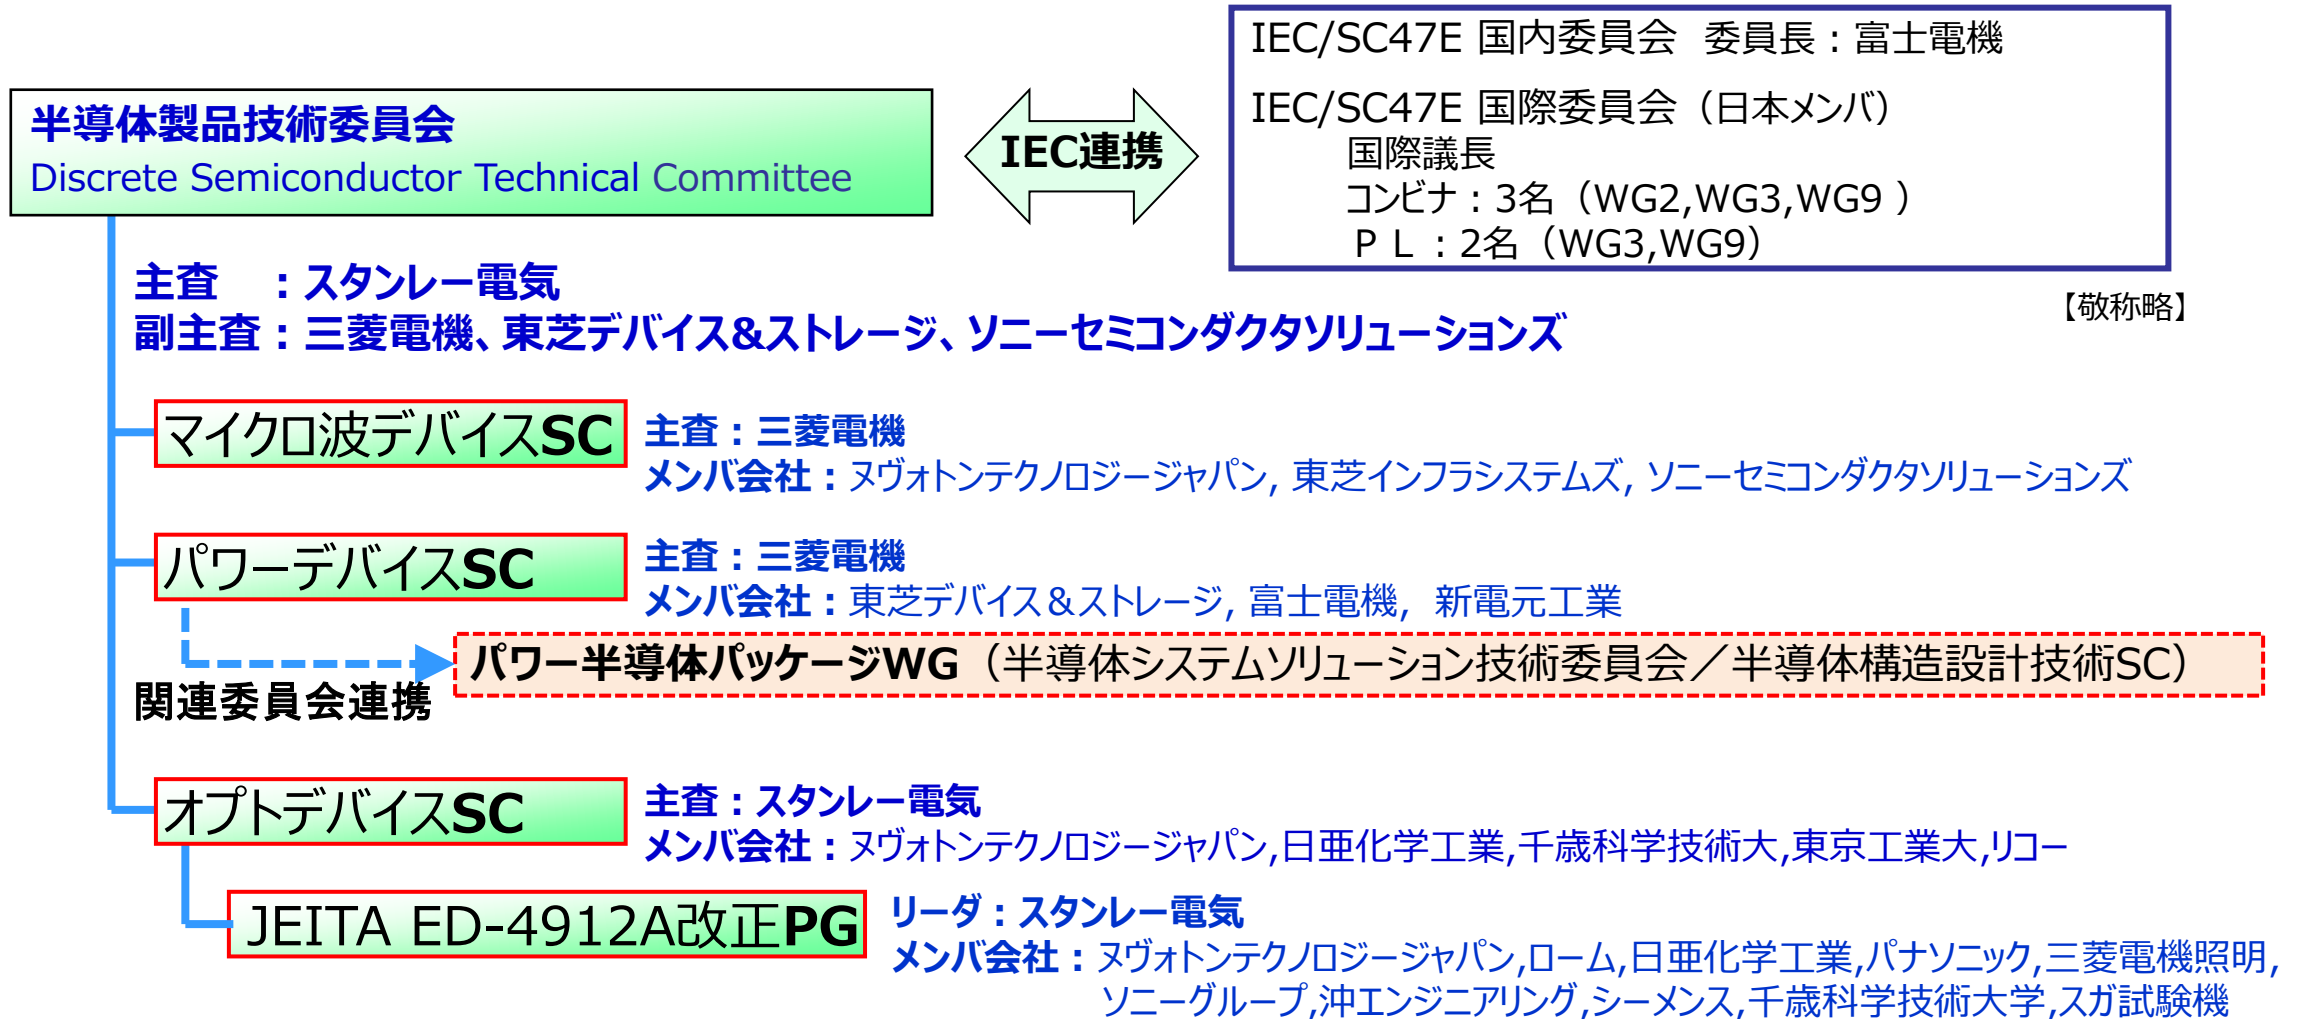 半導体製品技術委員会
Discrete Semiconductor Technical Committee
IEC連携
IEC/SC47E 国内委員会 委員長：富士電機
IEC/SC47E 国際委員会（日本メンバ）
国際議長
コンビナ：3名（WG2,WG3,WG9 ）
ＰＬ：2名（WG3,WG9）
【敬称略】
主査　：スタンレー電気
副主査：三菱電機、東芝デバイス&ストレージ、ソニーセミコンダクタソリューションズ
マイクロ波デバイスSC
主査：三菱電機
メンバ会社：ヌヴォトンテクノロジージャパン, 東芝インフラシステムズ, ソニーセミコンダクタソリューションズ
パワーデバイスSC
主査：三菱電機
メンバ会社：東芝デバイス＆ストレージ, 富士電機, 新電元工業
パワー半導体パッケージWG（半導体システムソリューション技術委員会／半導体構造設計技術SC）
関連委員会連携
オプトデバイスSC
主査：スタンレー電気
メンバ会社：ヌヴォトンテクノロジージャパン,日亜化学工業,千歳科学技術大,東京工業大,リコー
JEITA ED-4912A改正PG
リーダ：スタンレー電気
メンバ会社：ヌヴォトンテクノロジージャパン,ローム,日亜化学工業,パナソニック,三菱電機照明,
ソニーグループ,沖エンジニアリング,シーメンス,千歳科学技術大学,スガ試験機